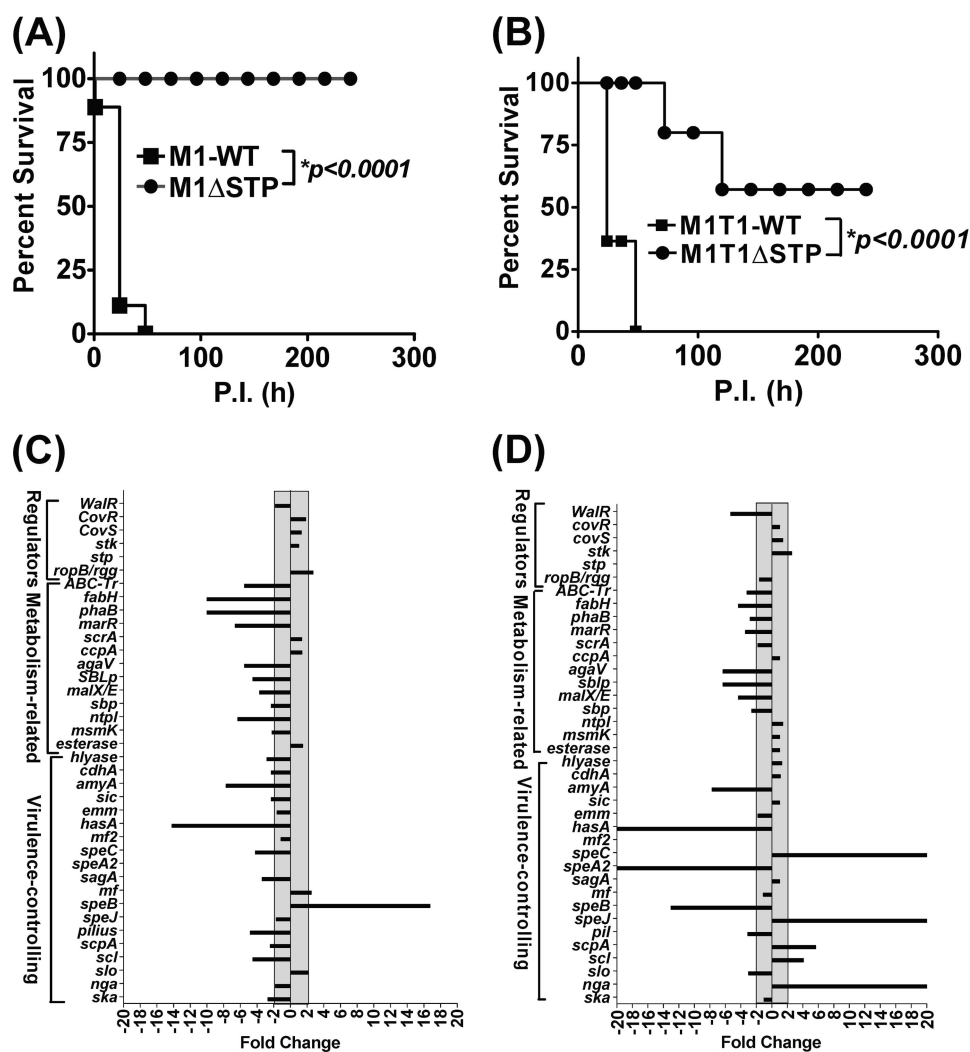 (A)
Percent Survival
100
75
50
25
0
0 100 200 300
P.I. (h)
M1-WT
M1ΔSTP
*p<0.0001
(B)
Percent Survival
100
75
50
25
0
0 100 200 300
P.I. (h)
M1T1-WT
M1T1ΔSTP
*p<0.0001
(C)
Regulators
Metabolism-related
Virulence-controlling
WalR
CovR
CovS
stk
stp
ropB/rgg
ABC-Tr
fabH
phaB
marR
scrA
ccpA
agaV
SBLp
malX/E
sbp
ntpI
msmK
esterase
hlyase
cdhA
amyA
sic
emm
hasA
mf2
speC
speA2
sagA
mf
speB
speJ
pilius
scpA
scl
slo
nga
ska
-20 -18 -16 -14 -12 -10 -8 -6 -4 -2 0 2 4 6 8 10 12 14 16 18 20
Fold Change
(D)
Regulators
Metabolism-related
Virulence-controlling
WalR
covR
covS
stk
stp
ropB/rgg
ABC-Tr
fabH
phaB
marR
scrA
ccpA
agaV
sblp
malX/E
sbp
ntpI
msmK
esterase
hlyase
cdhA
amyA
sic
emm
hasA
mf2
speC
speA2
sagA
mf
speB
speJ
pil
scpA
scl
slo
nga
ska
-20 -18 -16 -14 -12 -10 -8 -6 -4 -2 0 2 4 6 8 10 12 14 16 18 20
Fold Change